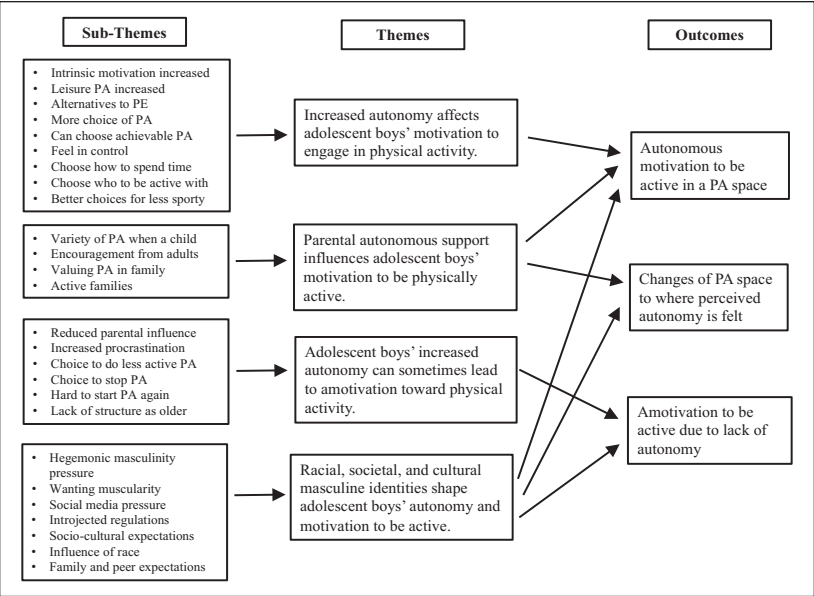 Sub-Themes
Themes
Outcomes
• Intrinsic motivation increased
• Leisure PA increased
• Alternatives to PE
• More choice of PA
• Can choose achievable PA
• Feel in control
• Choose how to spend time
• Choose who to be active with
• Better choices for less sporty
Increased autonomy affects
adolescent boys’ motivation to
engage in physical activity.
Autonomous
motivation to be
active in a PA space
• Variety of PA when a child
• Encouragement from adults
• Valuing PA in family
• Active families
Parental autonomous support
influences adolescent boys’
motivation to be physically
active.
Changes of PA space
to where perceived
autonomy is felt
• Reduced parental influence
• Increased procrastination
• Choice to do less active PA
• Choice to stop PA
• Hard to start PA again
• Lack of structure as older
Adolescent boys’ increased
autonomy can sometimes lead
to amotivation toward physical
activity.
Amotivation to be
active due to lack of
autonomy
• Hegemonic masculinity
pressure
• Wanting muscularity
• Social media pressure
• Introjected regulations
• Socio-cultural expectations
• Influence of race
• Family and peer expectations
Racial, societal, and cultural
masculine identities shape
adolescent boys’ autonomy and
motivation to be active.